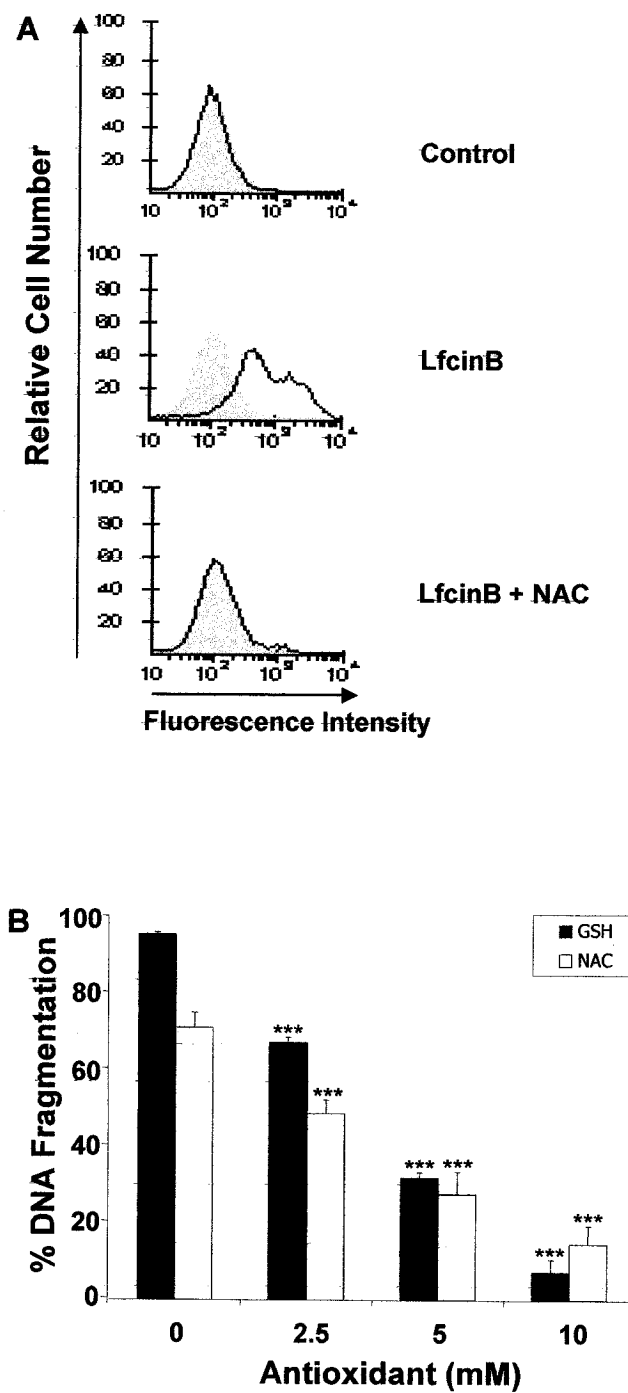 A
Relative Cell Number
100
80
60
40
20
10 10² 10³ 10⁴
Control
100
80
60
40
20
10 10² 10³ 10⁴
LfcinB
100
80
60
40
20
10 10² 10³ 10⁴
LfcinB + NAC
Fluorescence Intensity
B
% DNA Fragmentation
100
80
60
40
20
0
GSH
NAC
***
***
*** ***
***
***
0 2.5 5 10
Antioxidant (mM)